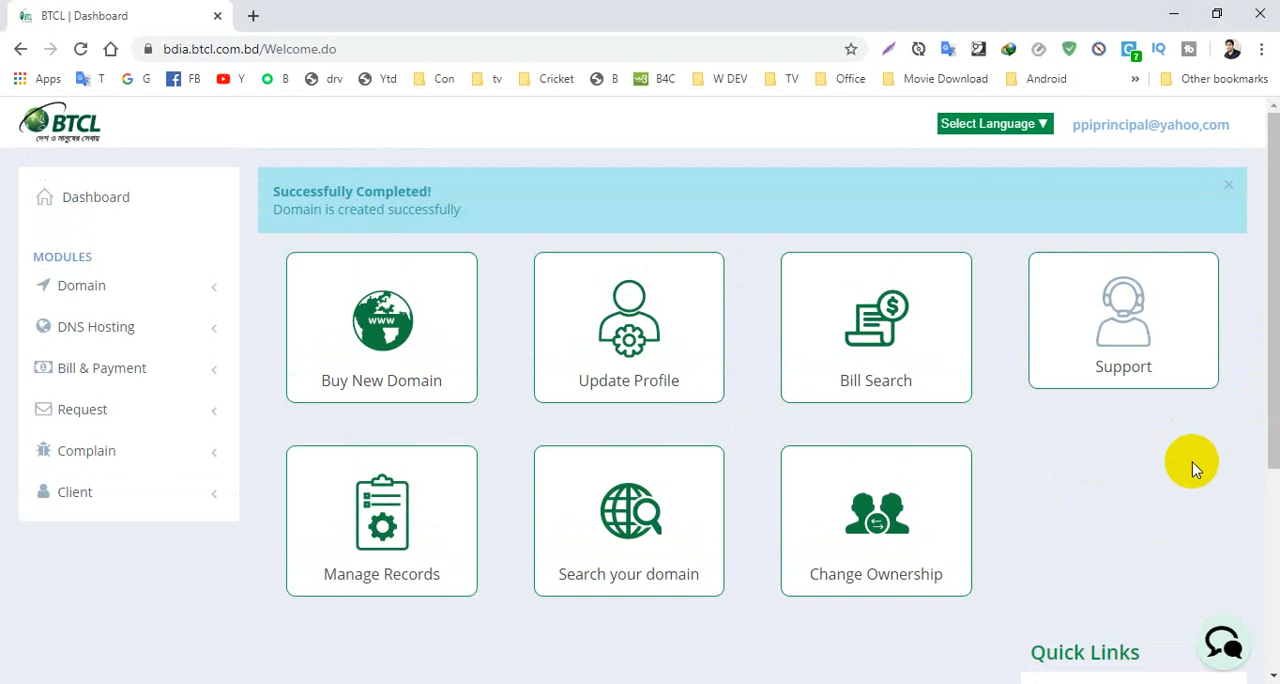 BTCL | Dashboard
bdia.btcl.com.bd/Welcome.do
7
Apps T G FB Y B drv Ytd Con tv Cricket B B4C W DEV TV Office Movie Download Android » Other bookmarks
BTCL
দেশ ও মানুষের সেবায়
Select Language ▼
ppiprincipal@yahoo,com
Dashboard
MODULES
Domain
DNS Hosting
Bill & Payment
Request
Complain
Client
Successfully Completed!
Domain is created successfully
WWW
Buy New Domain
Update Profile
$
Bill Search
Support
Manage Records
Search your domain
Change Ownership
Quick Links